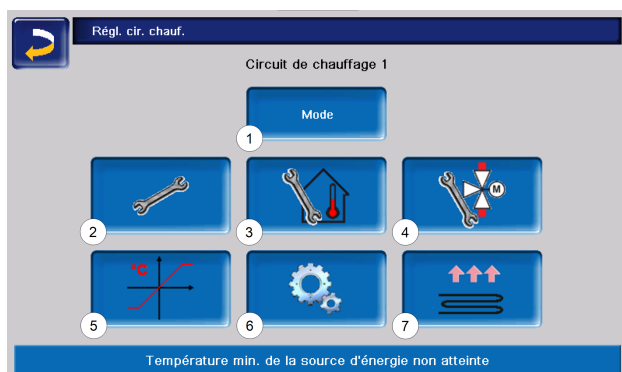 Régl. cir. chauf.
Circuit de chauffage 1
Mode
1
M
2
3
4
°C
5
6
7
Température min. de la source d'énergie non atteinte